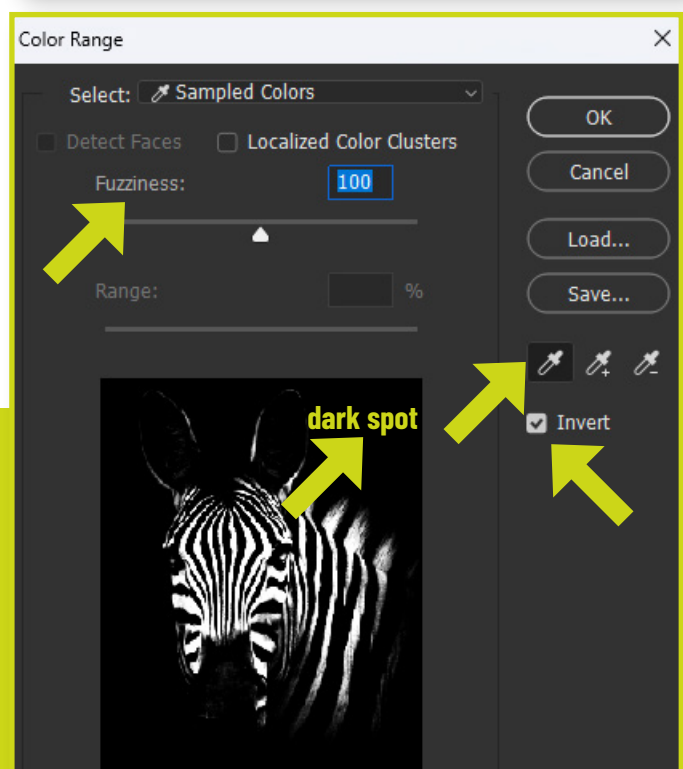 Color Range
Select: Sampled Colors
Detect Faces Localized Color Clusters
Fuzziness: 100
Range: %
OK
Cancel
Load...
Save...
Invert
dark spot